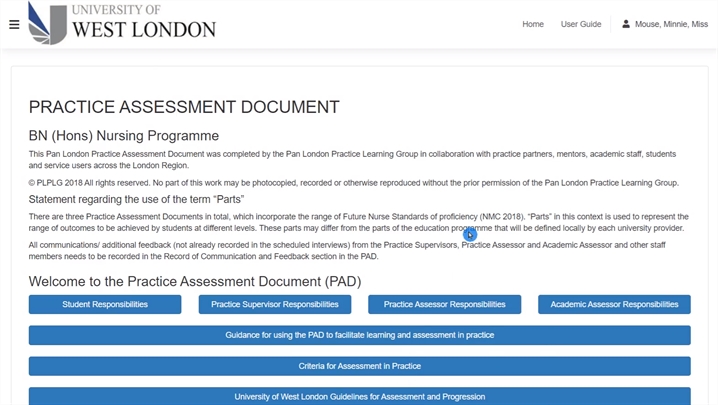 UNIVERSITY OF
WEST LONDON
Home
User Guide
Mouse, Minnie, Miss
PRACTICE ASSESSMENT DOCUMENT
BN (Hons) Nursing Programme
This Pan London Practice Assessment Document was completed by the Pan London Practice Learning Group in collaboration with practice partners, mentors, academic staff, students
and service users across the London Region.
© PLPLG 2018 All rights reserved. No part of this work may be photocopied, recorded or otherwise reproduced without the prior permission of the Pan London Practice Learning Group.
Statement regarding the use of the term “Parts”
There are three Practice Assessment Documents in total, which incorporate the range of Future Nurse Standards of proficiency (NMC 2018). “Parts” in this context is used to represent the
range of outcomes to be achieved by students at different levels. These parts may differ from the parts of the education programme that will be defined locally by each university provider.
All communications/ additional feedback (not already recorded in the scheduled interviews) from the Practice Supervisors, Practice Assessor and Academic Assessor and other staff
members needs to be recorded in the Record of Communication and Feedback section in the PAD.
Welcome to the Practice Assessment Document (PAD)
Student Responsibilities
Practice Supervisor Responsibilities
Practice Assessor Responsibilities
Academic Assessor Responsibilities
Guidance for using the PAD to facilitate learning and assessment in practice
Criteria for Assessment in Practice
University of West London Guidelines for Assessment and Progression